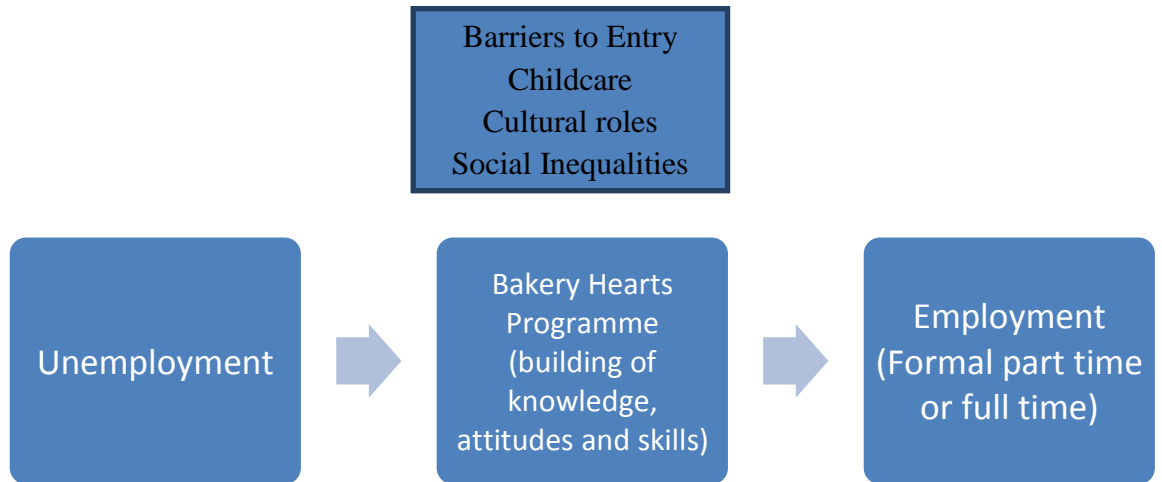 Barriers to Entry
Childcare
Cultural roles
Social Inequalities
Unemployment
Bakery Hearts
Programme
(building of
knowledge,
attitudes and skills)
Employment
(Formal part time
or full time)